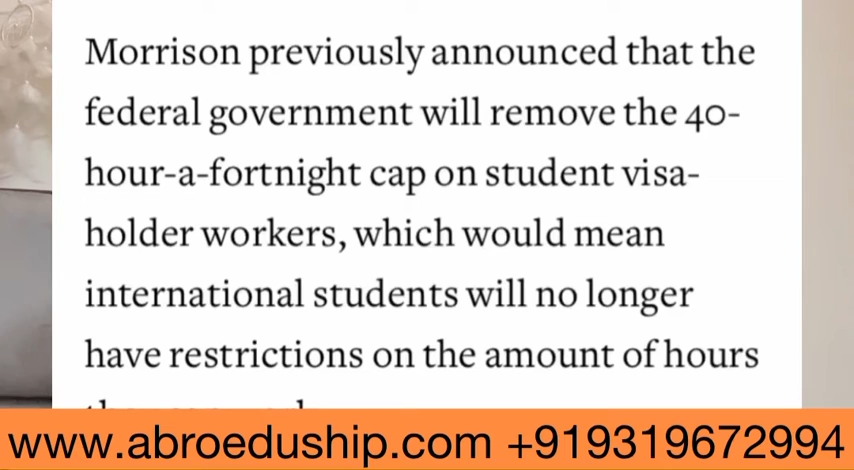 Morrison previously announced that the
federal government will remove the 40-
hour-a-fortnight cap on student visa-
holder workers, which would mean
international students will no longer
have restrictions on the amount of hours
www.abroeduship.com +919319672994